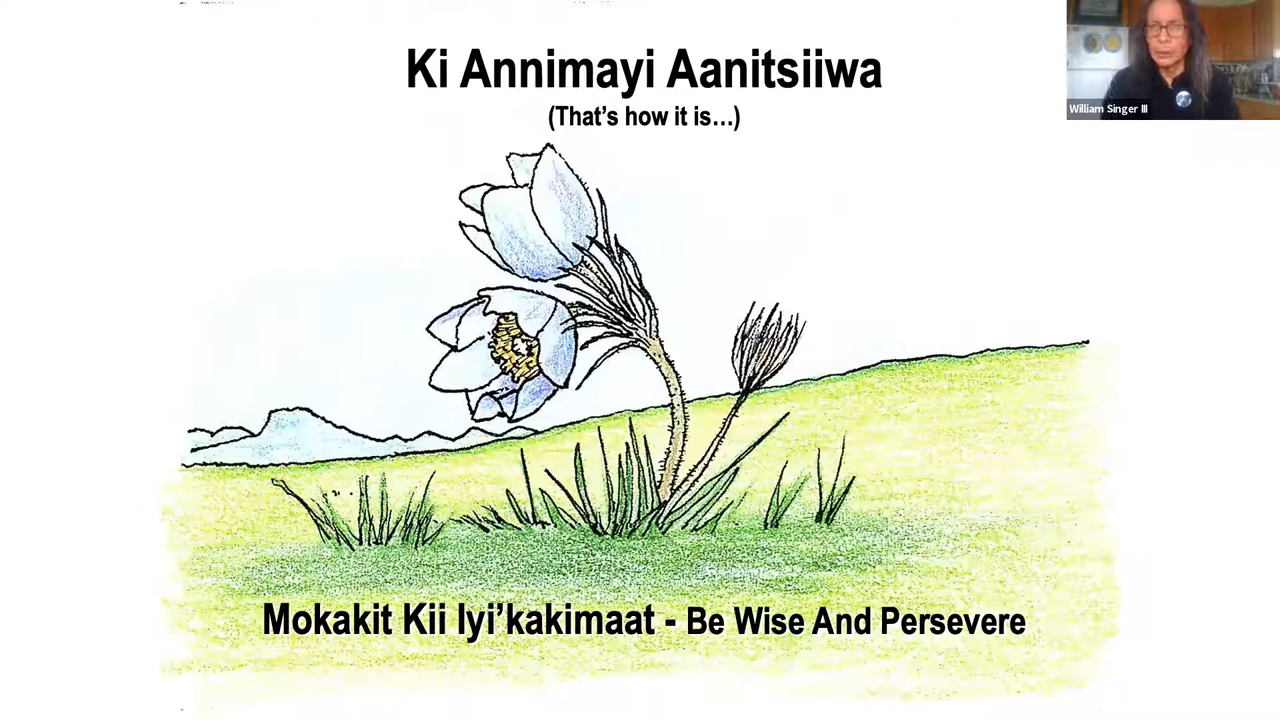 Ki Annimayi Aanitsiiwa
(That's how it is...)
William Singer III
Mokakit Kii Iyi'kakimaat - Be Wise And Persevere